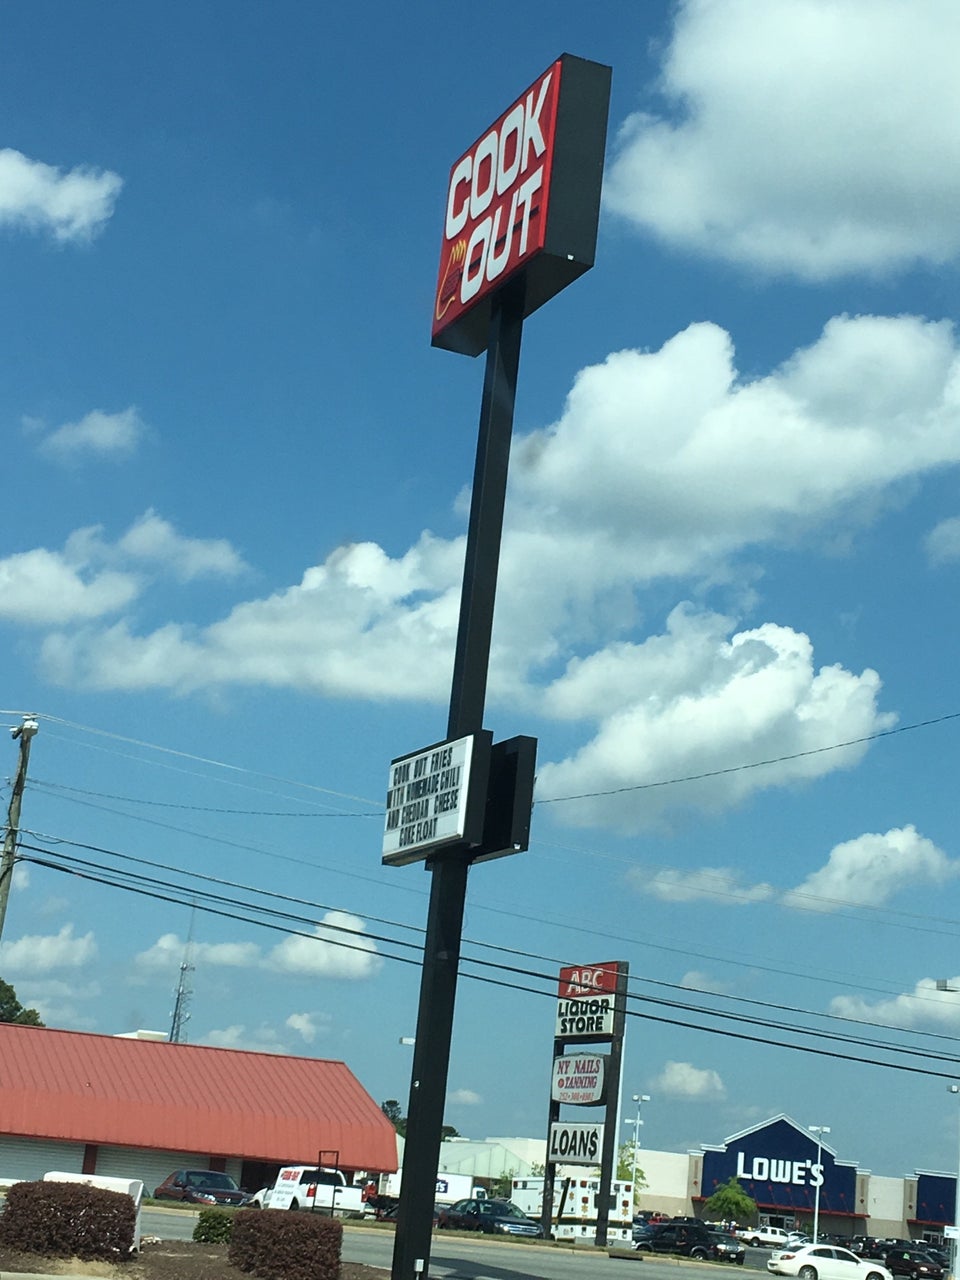 COOK
OUT
COOK OUT FRIES
WITH HOMEMADE CHILI
AND CHEDDAR CHEESE
COKE FLOAT
ABC
LIQUOR
STORE
NY NAILS
TANNING
LOAN$
LOWE'S